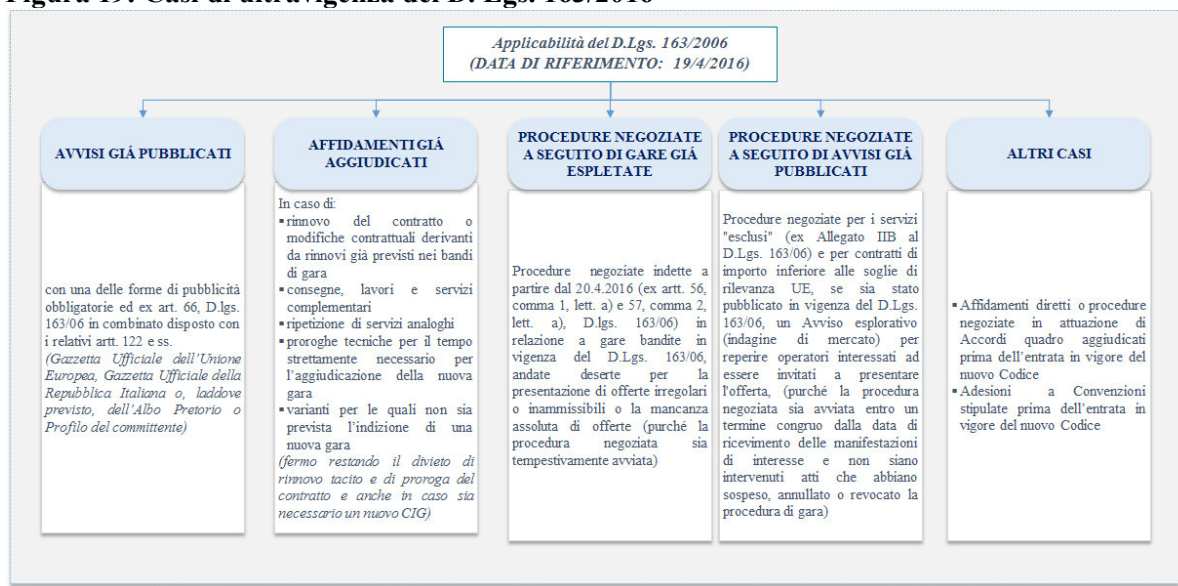 Applicabilità del D.Lgs. 163/2006
(DATA DI RIFERIMENTO: 19/4/2016)
AVVISI GIÁ PUBBLICATI
con una delle forme di pubblicità
obbligatorie ed ex art. 66, D.lgs.
163/06 in combinato disposto con
i relativi artt. 122 e ss.
(Gazzetta Ufficiale dell'Unione
Europea, Gazzetta Ufficiale della
Repubblica Italiana o, laddove
previsto, dell'Albo Pretorio o
Profilo del committente)
AFFIDAMENTI GIÁ
AGGIUDICATI
In caso di:
▪ rinnovo del contratto o
modifiche contrattuali derivanti
da rinnovi già previsti nei bandi
di gara
▪ consegne, lavori e servizi
complementari
▪ ripetizione di servizi analoghi
▪ proroghe tecniche per il tempo
strettamente necessario per
l'aggiudicazione della nuova
gara
▪ varianti per le quali non sia
prevista l'indizione di una
nuova gara
(fermo restando il divieto di
rinnovo tacito e di proroga del
contratto e anche in caso sia
necessario un nuovo CIG)
PROCEDURE NEGOZIATE
A SEGUITO DI GARE GIÁ
ESPLETATE
Procedure negoziate indette a
partire dal 20.4.2016 (ex artt. 56,
comma 1, lett. a) e 57, comma 2,
lett. a), D.lgs. 163/06) in
relazione a gare bandite in
vigenza del D.Lgs. 163/06,
andate deserte per la
presentazione di offerte irregolari
o inammissibili o la mancanza
assoluta di offerte (purché la
procedura negoziata sia
tempestivamente avviata)
PROCEDURE NEGOZIATE
A SEGUITO DI AVVISI GIÁ
PUBBLICATI
Procedure negoziate per i servizi
"esclusi" (ex Allegato IIB al
D.Lgs. 163/06) e per contratti di
importo inferiore alle soglie di
rilevanza UE, se sia stato
pubblicato in vigenza del D.Lgs.
163/06, un Avviso esplorativo
(indagine di mercato) per
reperire operatori interessati ad
essere invitati a presentare
l'offerta, (purché la procedura
negoziata sia avviata entro un
termine congruo dalla data di
ricevimento delle manifestazioni
di interesse e non siano
intervenuti atti che abbiano
sospeso, annullato o revocato la
procedura di gara)
ALTRI CASI
▪ Affidamenti diretti o procedure
negoziate in attuazione di
Accordi quadro aggiudicati
prima dell'entrata in vigore del
nuovo Codice
▪ Adesioni a Convenzioni
stipulate prima dell'entrata in
vigore del nuovo Codice